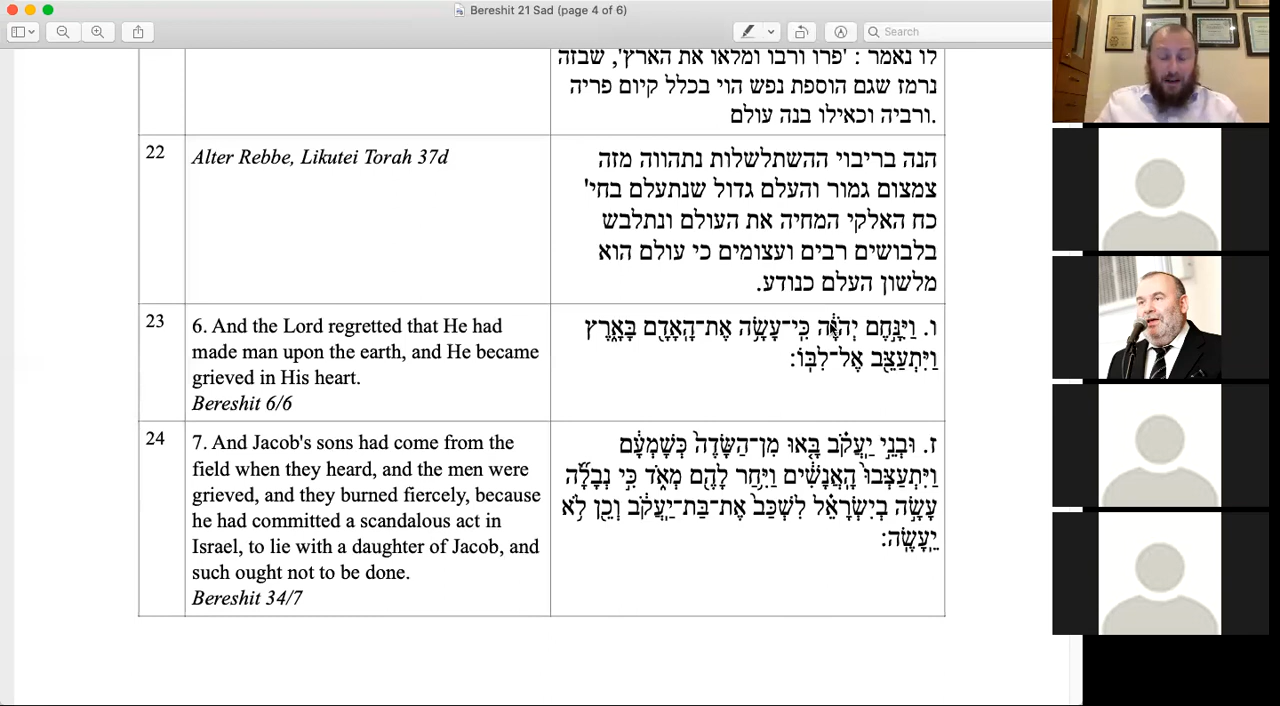 Bereshit 21 Sad (page 4 of 6)
Search
לו נאמר : 'פרו ורבו ומלאו את הארץ', שבזה
נרמז שגם הוספת נפש הוי בכלל קיום פריה
ורביה וכאילו בנה עולם.
22
Alter Rebbe, Likutei Torah 37d
הנה בריבוי ההשתלשלות נתהווה מזה
צמצום גמור והעלם גדול שנתעלם בחי'
כח האלקי המחיה את העולם ונתלבש
בלבושים רבים ועצומים כי עולם הוא
מלשון העלם כנודע.
23
6. And the Lord regretted that He had
made man upon the earth, and He became
grieved in His heart.
Bereshit 6/6
ו. וַיִּנָּ֣חֶם יְהֹוָ֔ה כִּי־עָשָׂ֥ה אֶת־הָֽאָדָ֖ם בָּאָ֑רֶץ
וַיִּתְעַצֵּ֖ב אֶל־לִבּֽוֹ:
24
7. And Jacob's sons had come from the
field when they heard, and the men were
grieved, and they burned fiercely, because
he had committed a scandalous act in
Israel, to lie with a daughter of Jacob, and
such ought not to be done.
Bereshit 34/7
ז. וּבְנֵ֨י יַֽעֲקֹ֜ב בָּ֤אוּ מִן־הַשָּׂדֶה֙ כְּשָׁמְעָ֔ם
וַיִּתְעַצְּבוּ֙ הָֽאֲנָשִׁ֔ים וַיִּ֥חַר לָהֶ֖ם מְאֹ֑ד כִּ֣י נְבָלָ֞ה
עָשָׂ֣ה בְיִשְׂרָאֵ֗ל לִשְׁכַּב֙ אֶת־בַּת־יַֽעֲקֹ֔ב וְכֵ֖ן לֹ֥א
יֵֽעָשֶֽׂה: